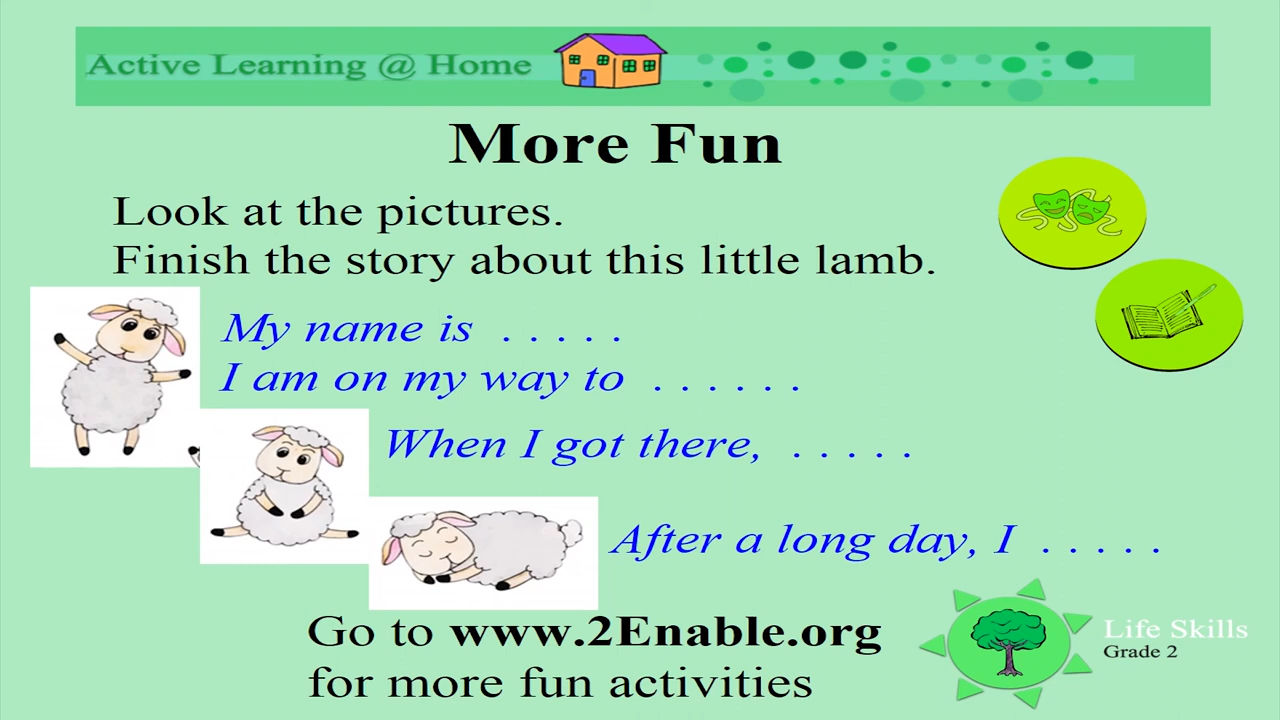 Active Learning @ Home
More Fun
Look at the pictures.
Finish the story about this little lamb.
My name is . . . . .
I am on my way to . . . . . .
When I got there, . . . . .
After a long day, I . . . . .
Go to www.2Enable.org
for more fun activities
Life Skills
Grade 2